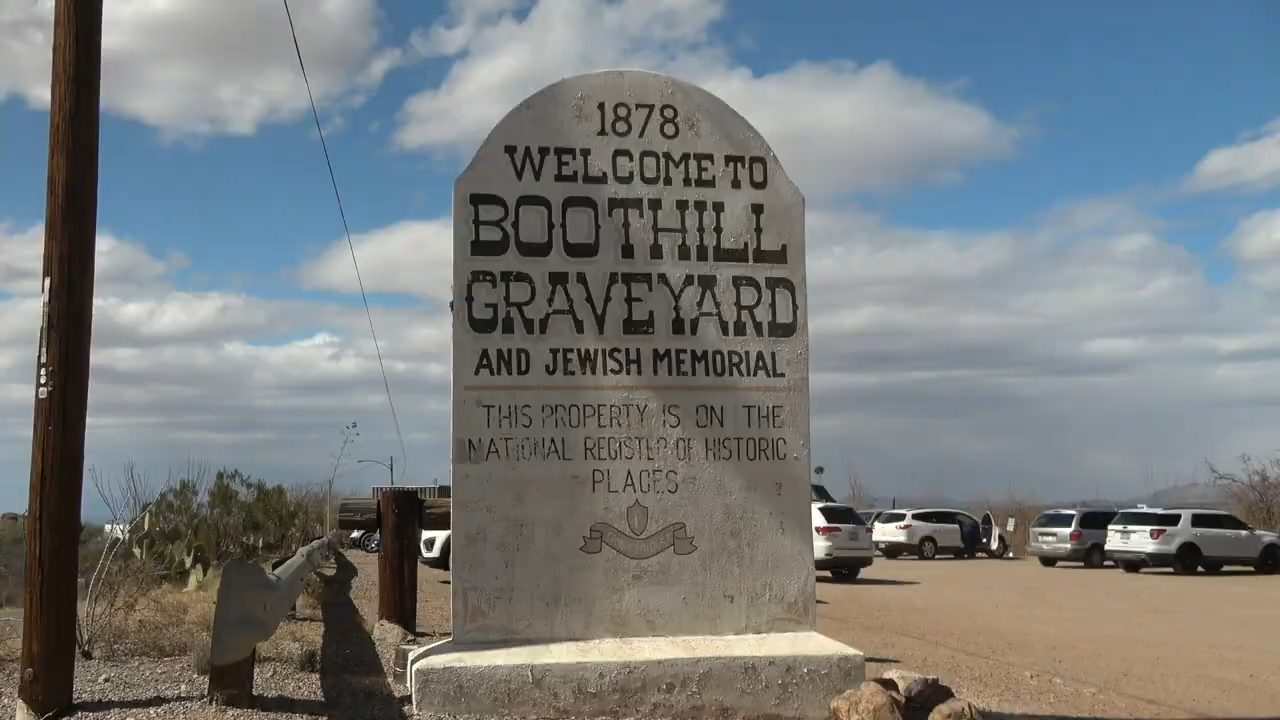 1878
WELCOME TO
BOOTHILL
GRAVEYARD
AND JEWISH MEMORIAL
THIS PROPERTY IS ON THE
NATIONAL REGISTER OF HISTORIC
PLACES